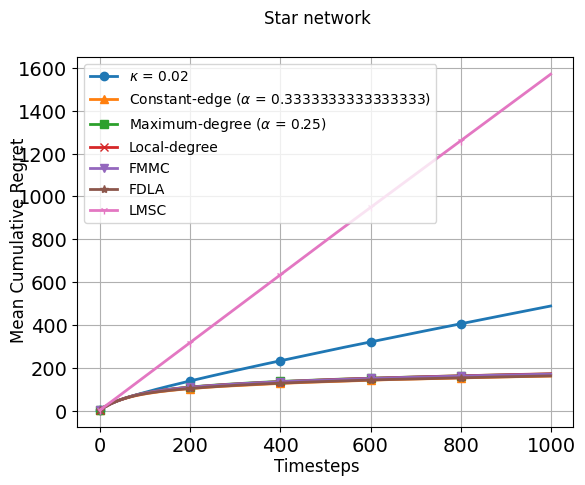 Star network
1600
1400
1200
1000
800
600
400
200
0
Mean Cumulative Regret
κ = 0.02
Constant-edge (α = 0.3333333333333333)
Maximum-degree (α = 0.25)
Local-degree
FMMC
FDLA
LMSC
0 200 400 600 800 1000
Timesteps